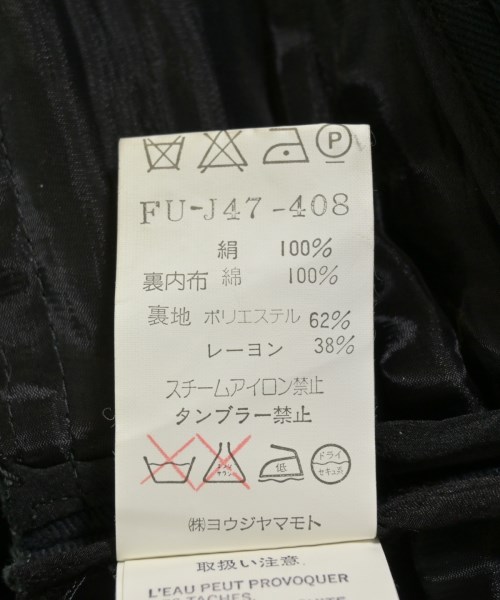 P
FU-J47-408
絹 100%
裏内布 綿 100%
裏地 ポリエステル 62%
レーヨン 38%
スチームアイロン禁止
タンブラー禁止
低 ドライ セキユ系
㈱ヨウジヤマモト
取扱い注意
L'EAU PEUT PROVOQUER
TACHES